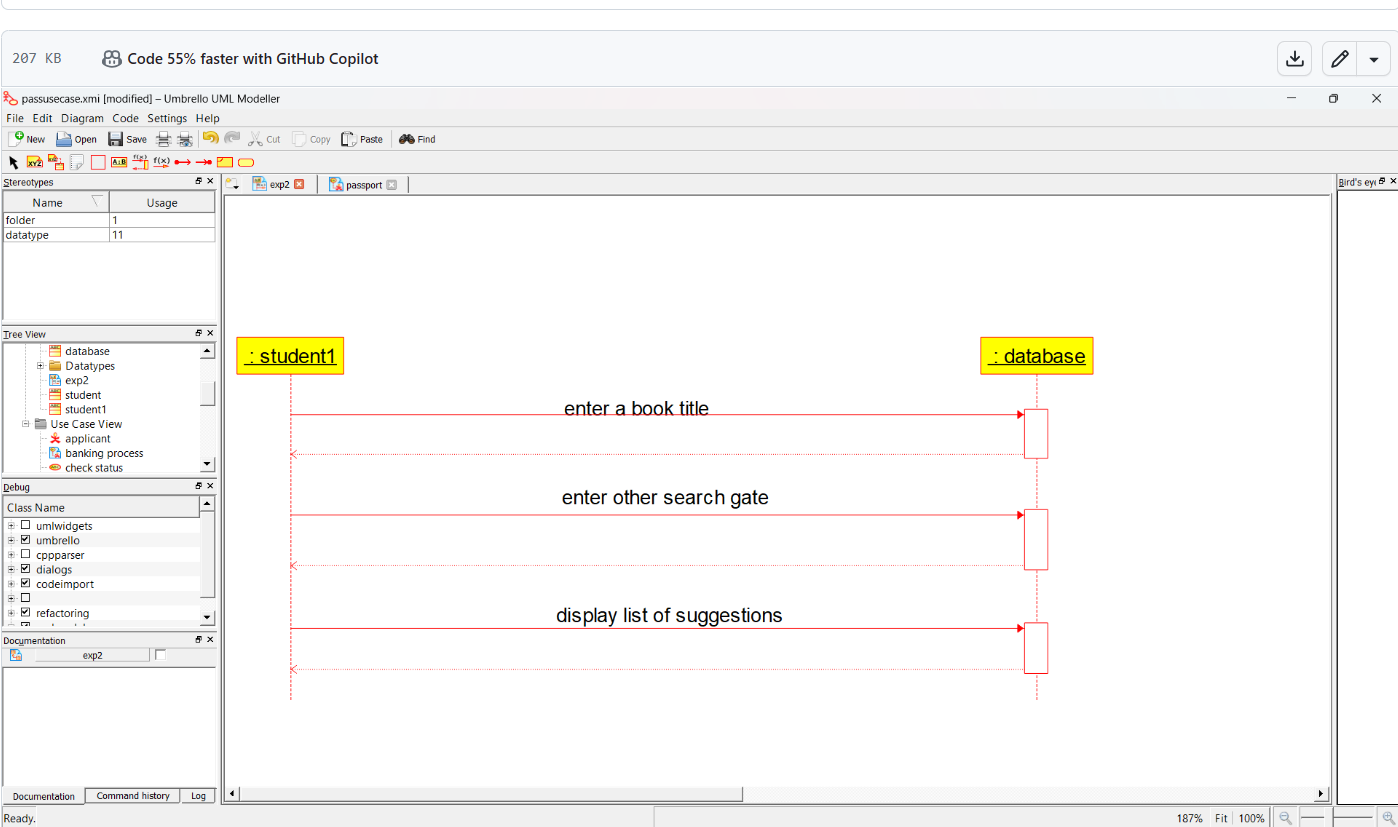 207 KB Code 55% faster with GitHub Copilot
passusecase.xmi [modified] – Umbrello UML Modeller
File Edit Diagram Code Settings Help
New Open Save Cut Copy Paste Find
XYZ A1:B f(x) f(x)
Stereotypes
Name Usage
folder 1
datatype 11
exp2 passport
Bird's eye
Tree View
database
Datatypes
exp2
student
student1
Use Case View
applicant
banking process
check status
: student1 : database
enter a book title
enter other search gate
display list of suggestions
Debug
Class Name
umlwidgets
umbrello
cppparser
dialogs
codeimport
refactoring
Documentation
exp2
Documentation Command history Log
Ready. 187% Fit 100%